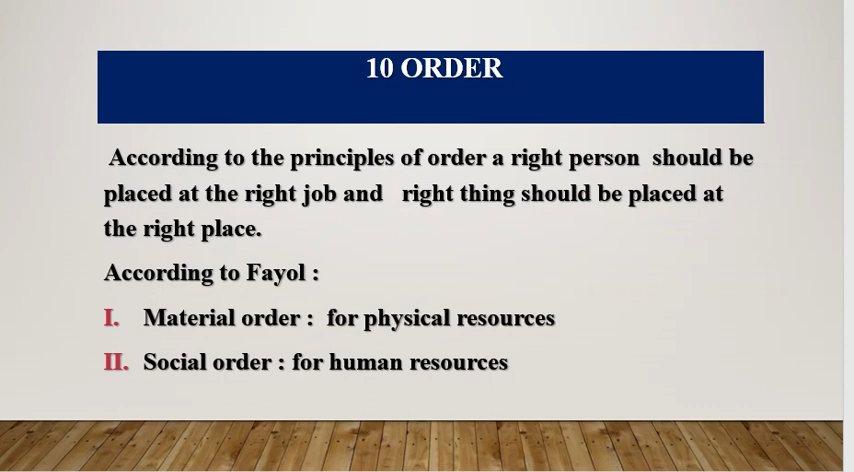 10 ORDER
According to the principles of order a right person should be
placed at the right job and right thing should be placed at
the right place.
According to Fayol :
I. Material order : for physical resources
II. Social order : for human resources